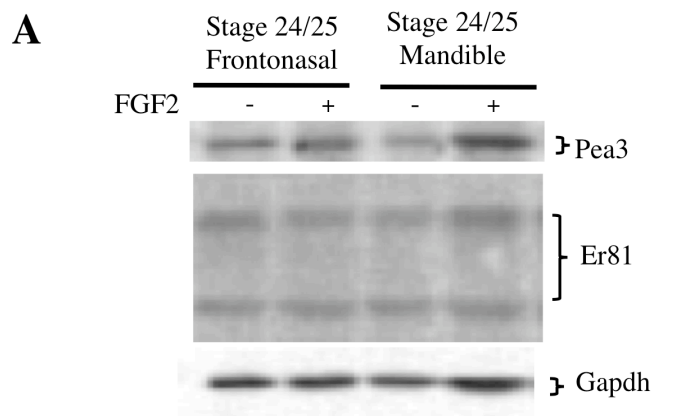 A
Stage 24/25
Frontonasal
Stage 24/25
Mandible
FGF2 - + - +
Pea3
Er81
Gapdh